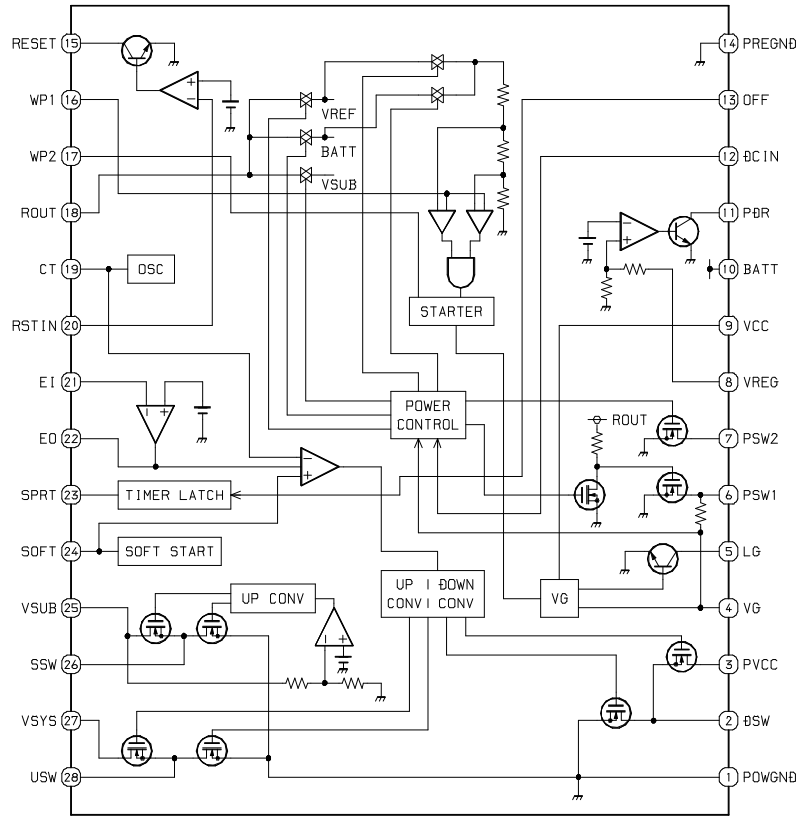 RESET 15
14 PREGND
WP1 16
13 OFF
WP2 17
12 DCIN
ROUT 18
11 PDR
CT 19
10 BATT
RSTIN 20
9 VCC
EI 21
8 VREG
EO 22
7 PSW2
SPRT 23
6 PSW1
SOFT 24
5 LG
VSUB 25
4 VG
SSW 26
3 PVCC
VSYS 27
2 DSW
USW 28
1 POWGND
+
−
VREF
BATT
VSUB
−
+
OSC
STARTER
− +
POWER
CONTROL
ROUT
−
+
TIMER LATCH
SOFT START
UP | DOWN
CONV | CONV
UP CONV
VG
− +